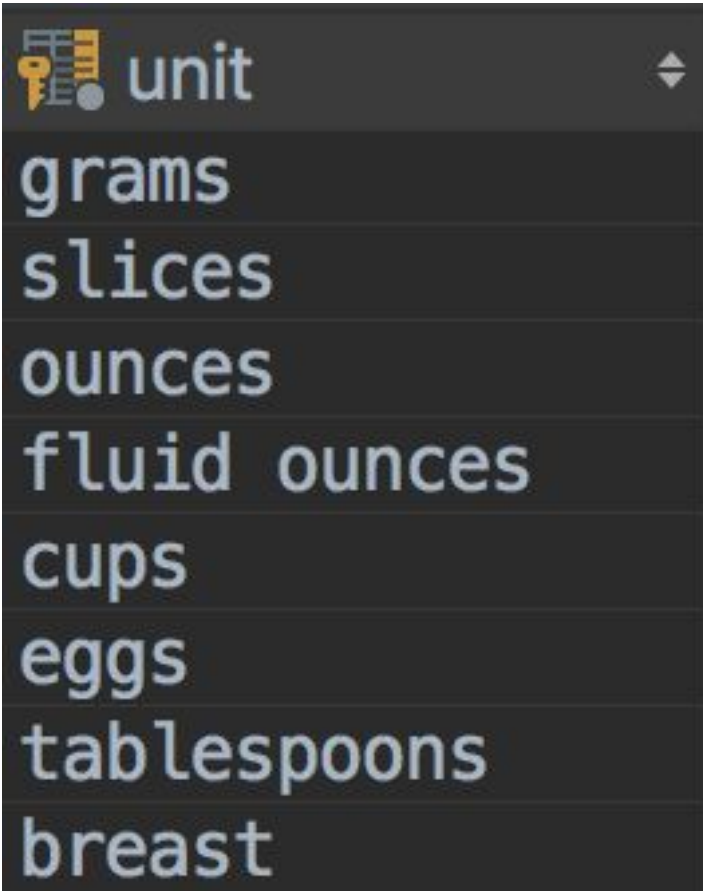 unit
grams
slices
ounces
fluid ounces
cups
eggs
tablespoons
breast